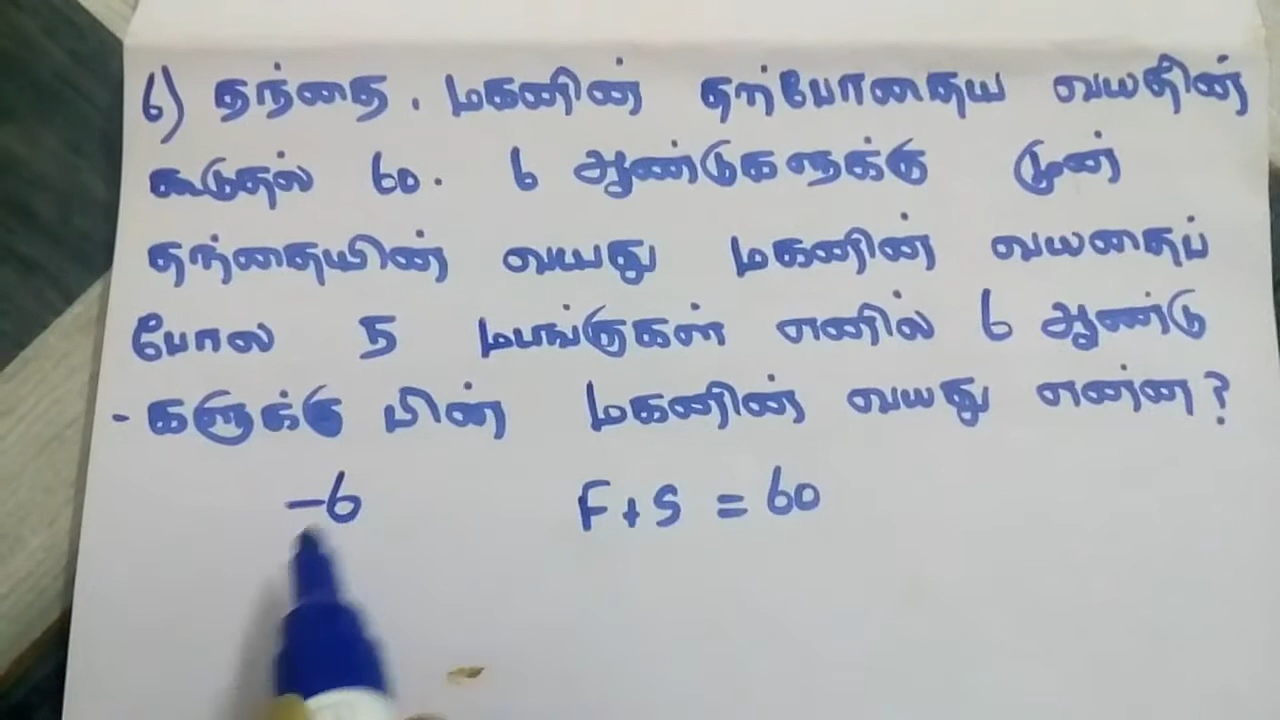 6) தந்தை . மகனின் தற்போதைய வயதின்
கூடுதல் 60. 6 ஆண்டுகளுக்கு முன்
தந்தையின் வயது மகனின் வயதைப்
போல 5 மடங்குகள் எனில் 6 ஆண்டு
- களுக்கு பின் மகனின் வயது என்ன?
-6 F+S = 60